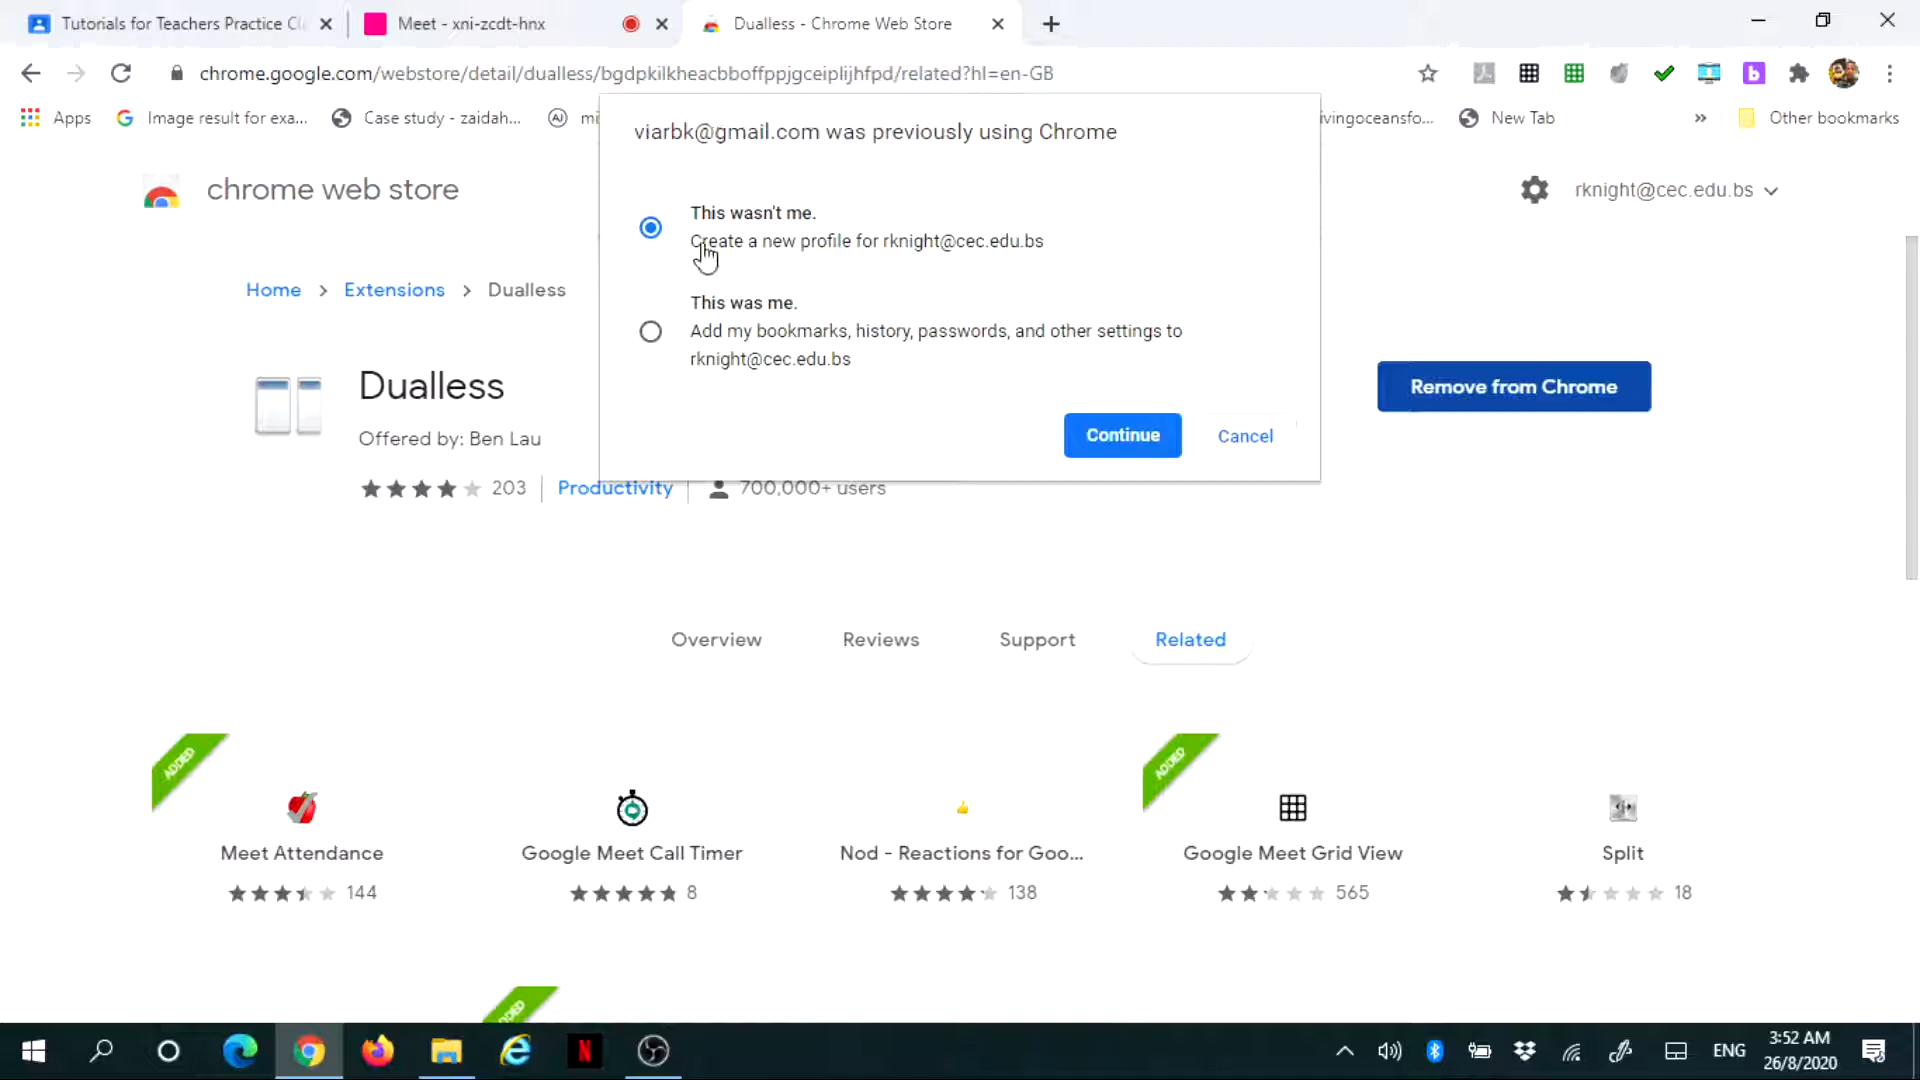 Tutorials for Teachers Practice Cl
Meet - xni-zcdt-hnx
Dualless - Chrome Web Store
chrome.google.com/webstore/detail/dualless/bgdpkilkheacbboffppjgceiplijhfpd/related?hl=en-GB
Apps
Image result for exa...
Case study - zaidah...
mi
ivingoceansfo...
New Tab
»
Other bookmarks
viarbk@gmail.com was previously using Chrome
This wasn't me.
Create a new profile for rknight@cec.edu.bs
This was me.
Add my bookmarks, history, passwords, and other settings to
rknight@cec.edu.bs
Continue
Cancel
chrome web store
rknight@cec.edu.bs
Home > Extensions > Dualless
Dualless
Offered by: Ben Lau
203
Productivity
700,000+ users
Remove from Chrome
Overview
Reviews
Support
Related
ADDED
ADDED
Meet Attendance
Google Meet Call Timer
Nod - Reactions for Goo...
Google Meet Grid View
Split
144
8
138
565
18
ENG
3:52 AM
26/8/2020